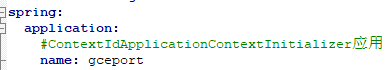 spring:
  application:
    #ContextIdApplicationContextInitializer应用
    name: gceport